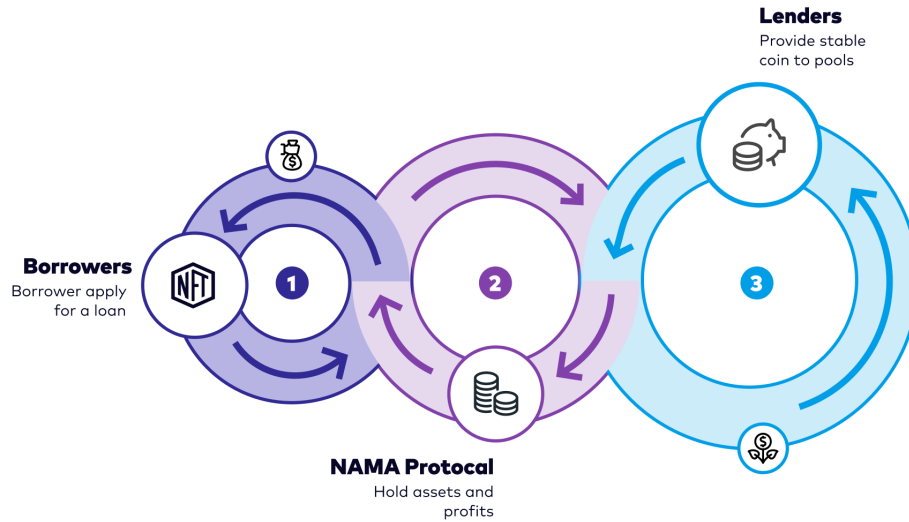 Lenders
Provide stable
coin to pools
$
Borrowers
Borrower apply
for a loan
NFT
1
2
3
NAMA Protocal
Hold assets and
profits
$